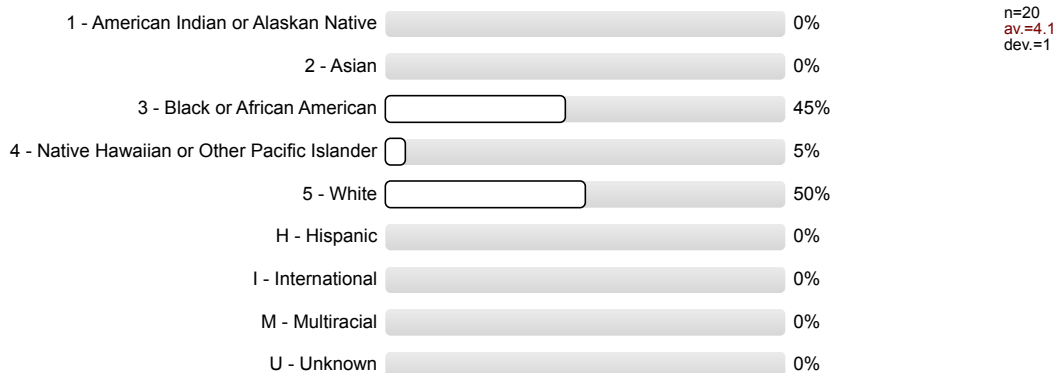 1 - American Indian or Alaskan Native 0%
2 - Asian 0%
3 - Black or African American 45%
4 - Native Hawaiian or Other Pacific Islander 5%
5 - White 50%
H - Hispanic 0%
I - International 0%
M - Multiracial 0%
U - Unknown 0%
n=20
av.=4.1
dev.=1